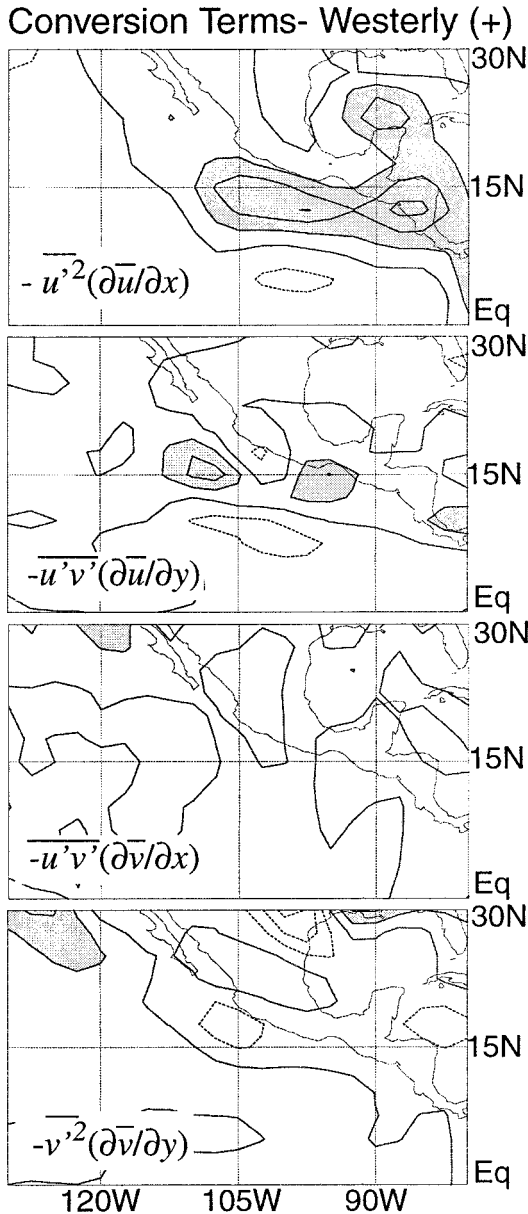 Conversion Terms- Westerly (+)
30N
15N
- u'²(∂u̅/∂x)
Eq
30N
15N
-u'v'(∂u̅/∂y)
Eq
30N
15N
-u'v'(∂v̅/∂x)
Eq
30N
15N
-v'²(∂v̅/∂y)
Eq
120W 105W 90W